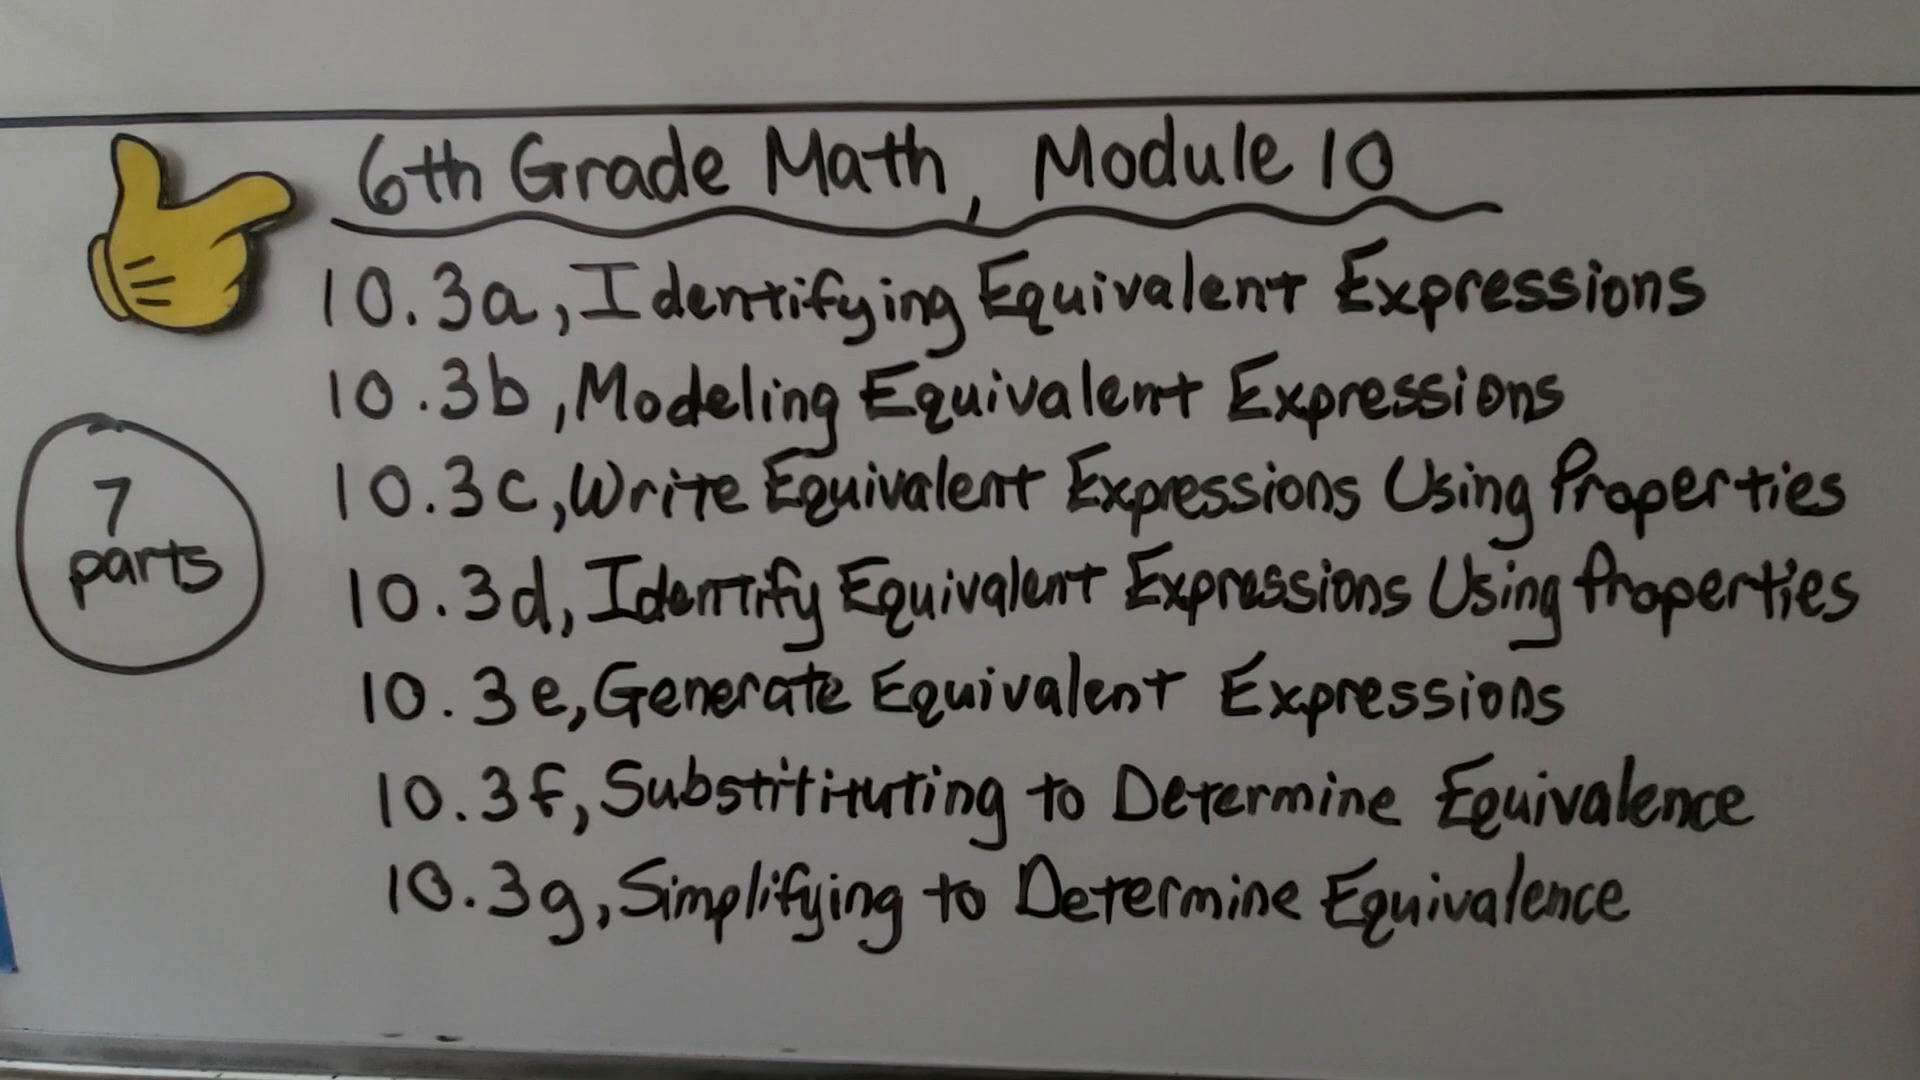 6th Grade Math, Module 10
10.3a, Identifying Equivalent Expressions
10.3b, Modeling Equivalent Expressions
10.3c, Write Equivalent Expressions Using Properties
10.3d, Identify Equivalent Expressions Using Properties
10.3e, Generate Equivalent Expressions
10.3f, Substitituting to Determine Equivalence
10.3g, Simplifying to Determine Equivalence
7
parts